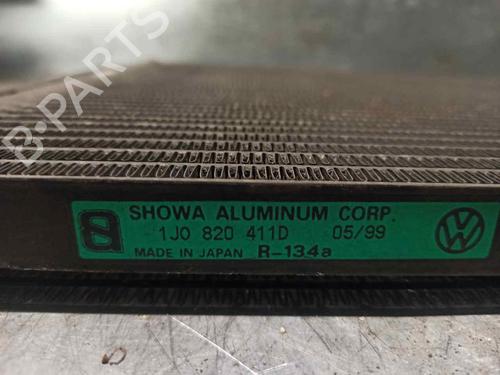 B-PARTS
SHOWA ALUMINUM CORP.
1J0 820 411D 05/99
MADE IN JAPAN R-134a